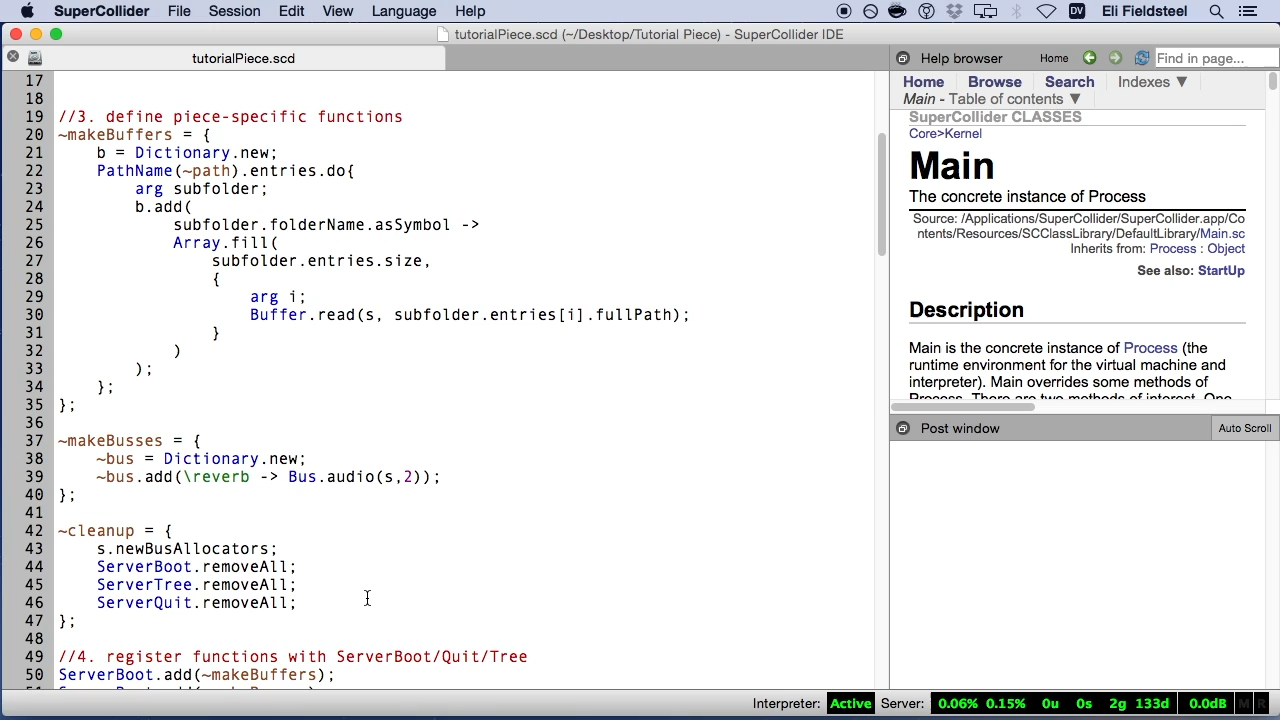 SuperCollider File Session Edit View Language Help DV Eli Fieldsteel
tutorialPiece.scd (~/Desktop/Tutorial Piece) - SuperCollider IDE
tutorialPiece.scd
17
18
19 //3. define piece-specific functions
20 ~makeBuffers = {
21 b = Dictionary.new;
22 PathName(~path).entries.do{
23 arg subfolder;
24 b.add(
25 subfolder.folderName.asSymbol ->
26 Array.fill(
27 subfolder.entries.size,
28 {
29 arg i;
30 Buffer.read(s, subfolder.entries[i].fullPath);
31 }
32 )
33 );
34 };
35 };
36
37 ~makeBusses = {
38 ~bus = Dictionary.new;
39 ~bus.add(\reverb -> Bus.audio(s,2));
40 };
41
42 ~cleanup = {
43 s.newBusAllocators;
44 ServerBoot.removeAll;
45 ServerTree.removeAll;
46 ServerQuit.removeAll;
47 };
48
49 //4. register functions with ServerBoot/Quit/Tree
50 ServerBoot.add(~makeBuffers);
Help browser Home Find in page...
Home Browse Search Indexes ▼
Main - Table of contents ▼
SuperCollider CLASSES
Core>Kernel
Main
The concrete instance of Process
Source: /Applications/SuperCollider/SuperCollider.app/Co
ntents/Resources/SCClassLibrary/DefaultLibrary/Main.sc
Inherits from: Process : Object
See also: StartUp
Description
Main is the concrete instance of Process (the
runtime environment for the virtual machine and
interpreter). Main overrides some methods of
Process. There are two methods of interest. One
Post window Auto Scroll
Interpreter: Active Server: 0.06% 0.15% 0u 0s 2g 133d 0.0dB M R